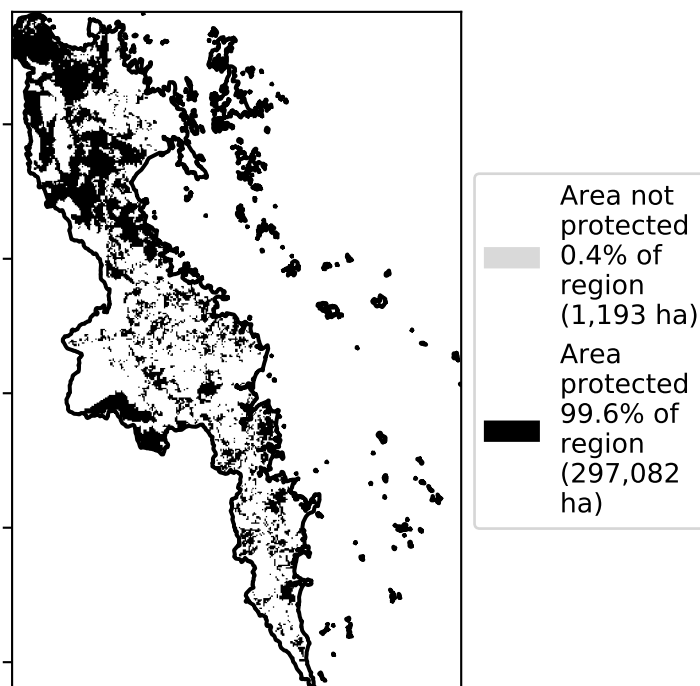 Area not
protected
0.4% of
region
(1,193 ha)
Area
protected
99.6% of
region
(297,082
ha)